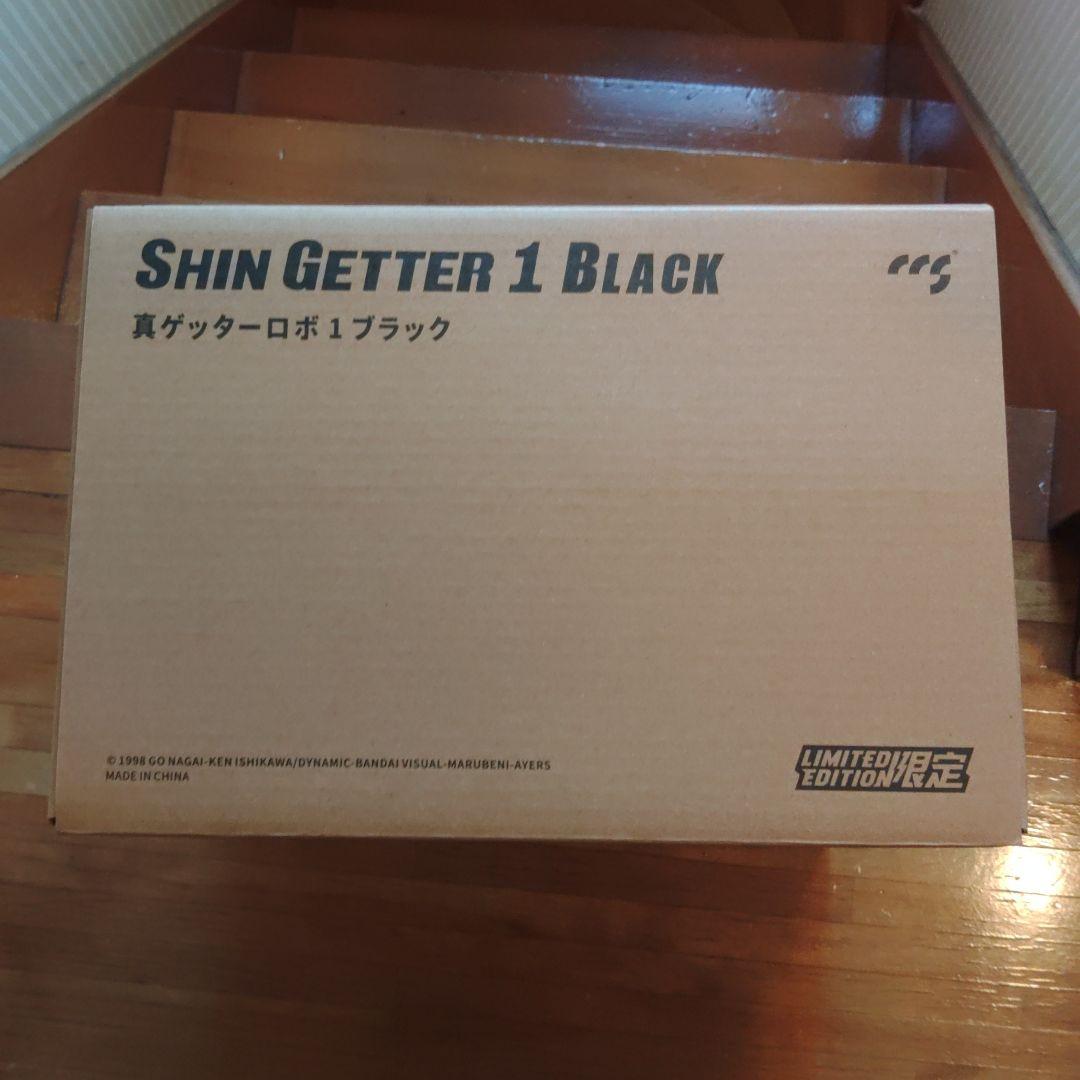 SHIN GETTER 1 BLACK
ccs
真ゲッターロボ1ブラック
© 1998 GO NAGAI-KEN ISHIKAWA/DYNAMIC-BANDAI VISUAL-MARUBENI-AYERS
MADE IN CHINA
LIMITED
EDITION限定